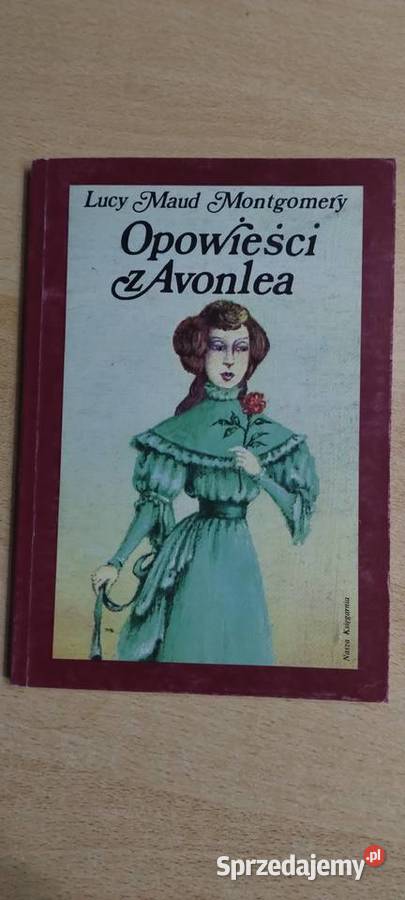 Lucy Maud Montgomery
Opowieści
z Avonlea
Nasza Księgarnia
Sprzedajemy.pl